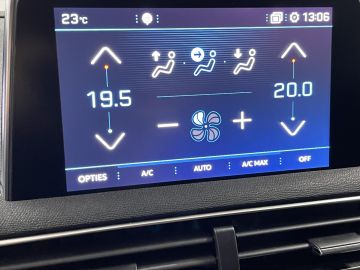 23°C 13:06
19.5 20.0
OPTIES A/C AUTO A/C MAX OFF